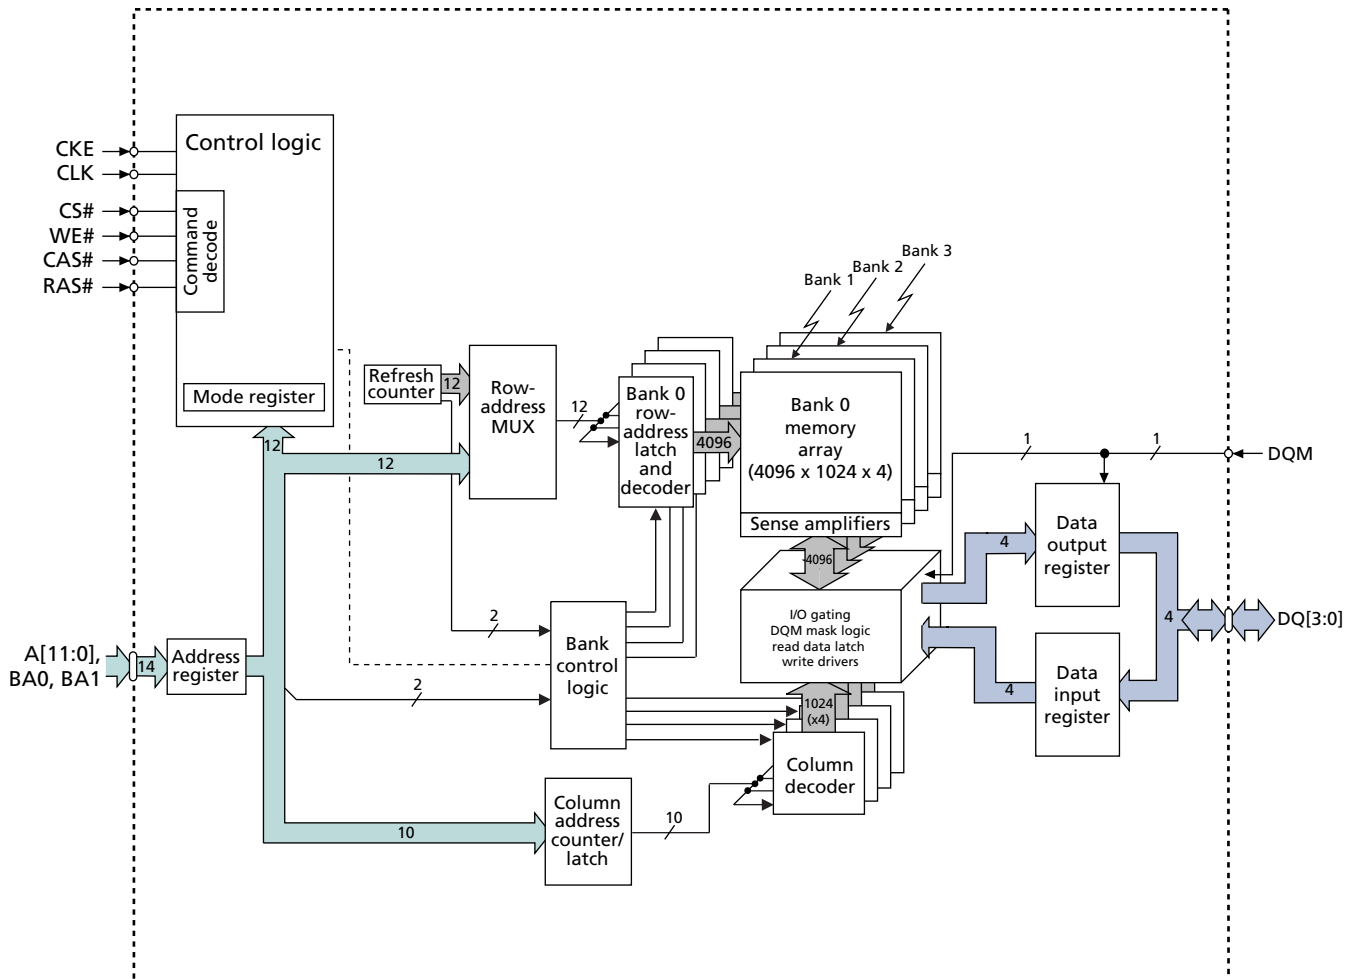 Control logic
CKE
CLK
CS#
WE#
CAS#
RAS#
Command
decode
Mode register
Bank 3
Bank 2
Bank 1
Refresh
counter
12
Row-
address
MUX
12
Bank 0
row-
address
latch
and
decoder
4096
Bank 0
memory
array
(4096 x 1024 x 4)
Sense amplifiers
12
12
4096
1
1
DQM
4
Data
output
register
I/O gating
DQM mask logic
read data latch
write drivers
4
DQ[3:0]
2
Bank
control
logic
A[11:0],
BA0, BA1
14
Address
register
2
4
Data
input
register
1024
(x4)
Column
decoder
Column
address
counter/
latch
10
10